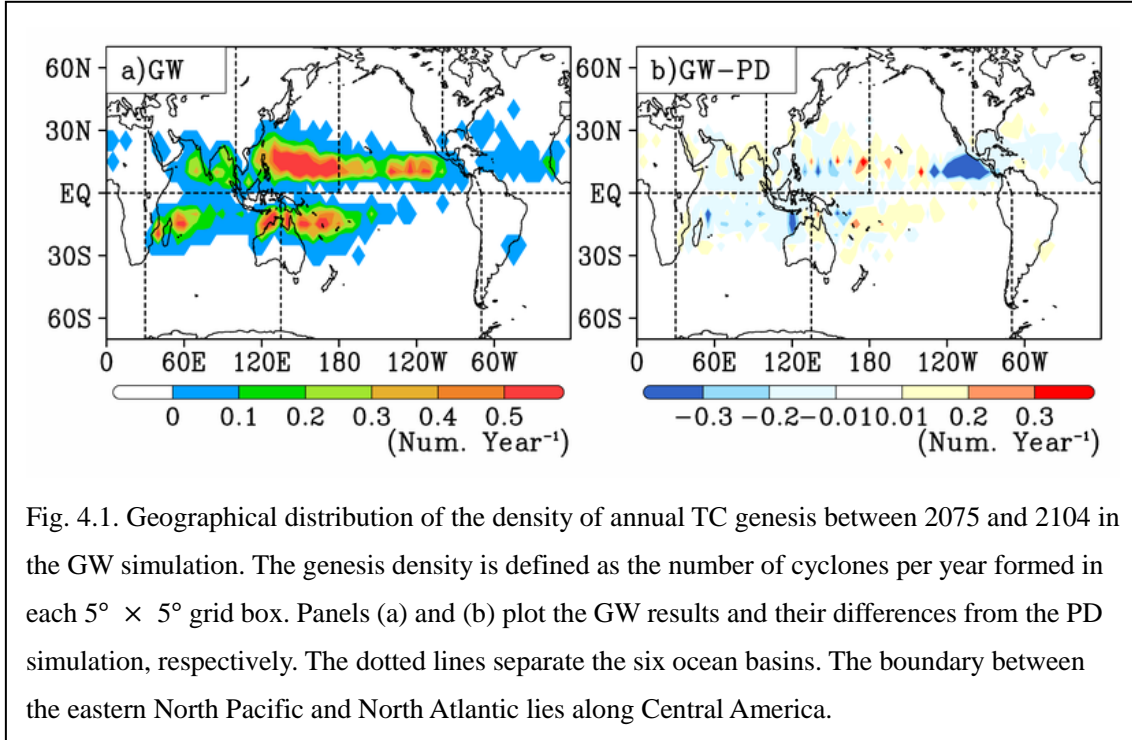 a)GW
b)GW-PD
60N
30N
EQ
30S
60S
60N
30N
EQ
30S
60S
0 60E 120E 180 120W 60W
0 60E 120E 180 120W 60W
0 0.1 0.2 0.3 0.4 0.5
(Num. Year⁻¹)
−0.3 −0.2 −0.01 0.01 0.2 0.3
(Num. Year⁻¹)
Fig. 4.1. Geographical distribution of the density of annual TC genesis between 2075 and 2104 in
the GW simulation. The genesis density is defined as the number of cyclones per year formed in
each 5° × 5° grid box. Panels (a) and (b) plot the GW results and their differences from the PD
simulation, respectively. The dotted lines separate the six ocean basins. The boundary between
the eastern North Pacific and North Atlantic lies along Central America.